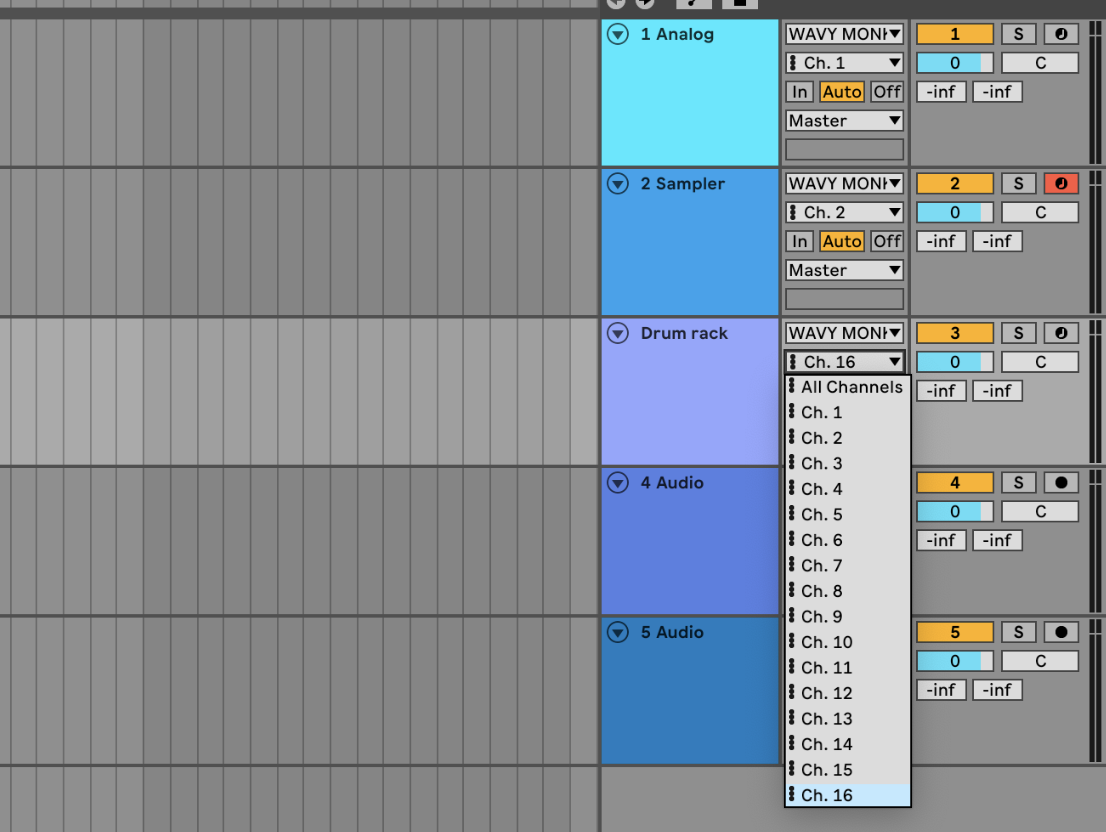 1 Analog
WAVY MON
1
S
Ch. 1
0
C
In Auto Off
-inf -inf
Master
2 Sampler
WAVY MON
2
S
Ch. 2
0
C
In Auto Off
-inf -inf
Master
Drum rack
WAVY MON
3
S
Ch. 16
0
C
-inf -inf
All Channels
Ch. 1
Ch. 2
Ch. 3
Ch. 4
Ch. 5
Ch. 6
Ch. 7
Ch. 8
Ch. 9
Ch. 10
Ch. 11
Ch. 12
Ch. 13
Ch. 14
Ch. 15
Ch. 16
4 Audio
4
S
0
C
-inf -inf
5 Audio
5
S
0
C
-inf -inf